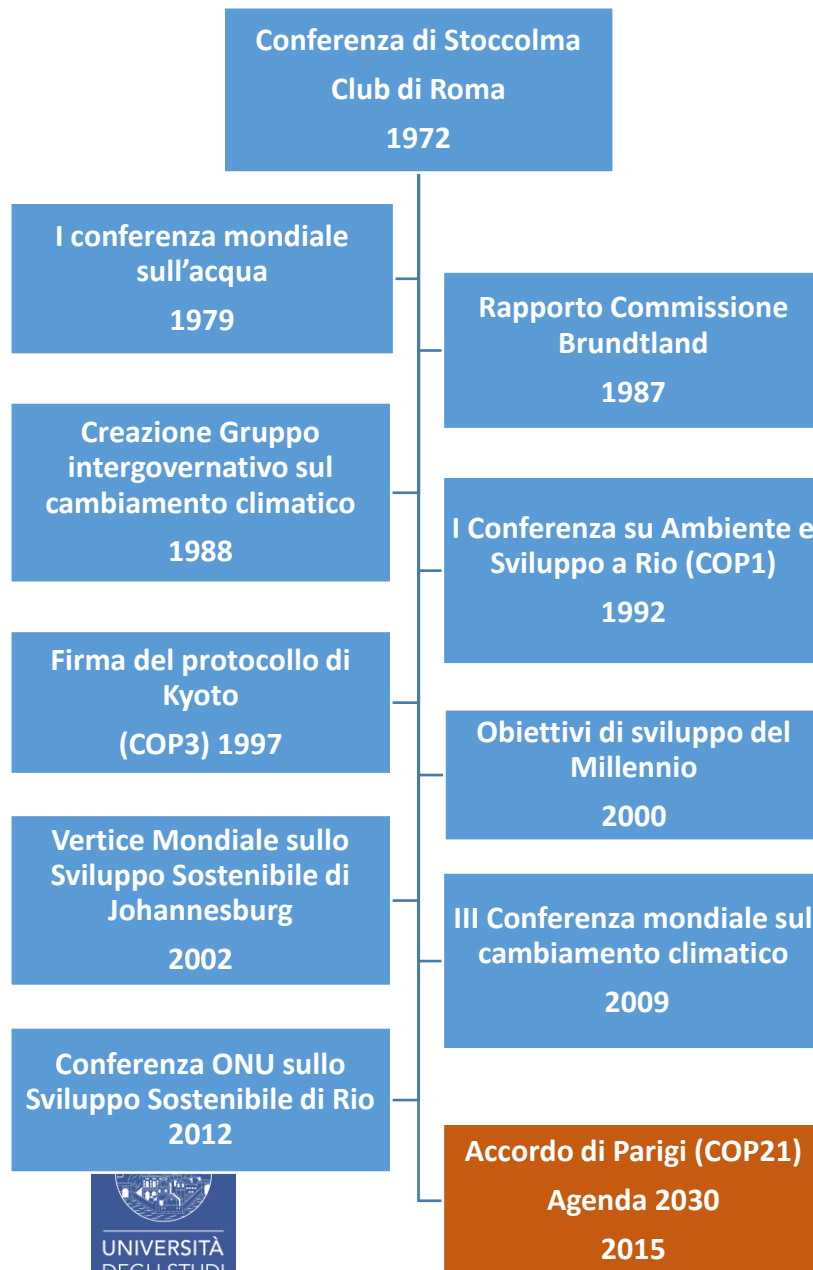 Conferenza di Stoccolma
Club di Roma
1972
I conferenza mondiale
sull'acqua
1979
Rapporto Commissione
Brundtland
1987
Creazione Gruppo
intergovernativo sul
cambiamento climatico
1988
I Conferenza su Ambiente e
Sviluppo a Rio (COP1)
1992
Firma del protocollo di
Kyoto
(COP3) 1997
Obiettivi di sviluppo del
Millennio
2000
Vertice Mondiale sullo
Sviluppo Sostenibile di
Johannesburg
2002
III Conferenza mondiale sul
cambiamento climatico
2009
Conferenza ONU sullo
Sviluppo Sostenibile di Rio
2012
Accordo di Parigi (COP21)
Agenda 2030
2015
UNIVERSITÀ
DEGLI STUDI